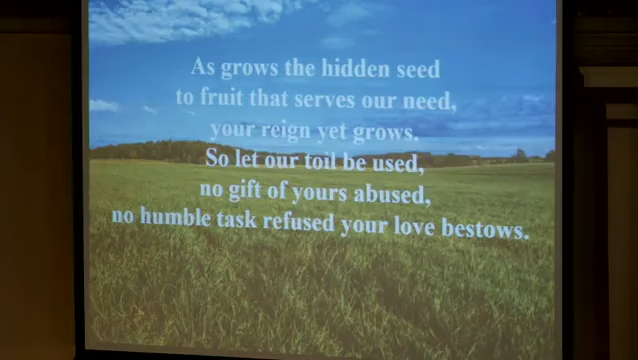 As grows the hidden seed
to fruit that serves our need,
your reign yet grows.
So let our toil be used,
no gift of yours abused,
no humble task refused your love bestows.